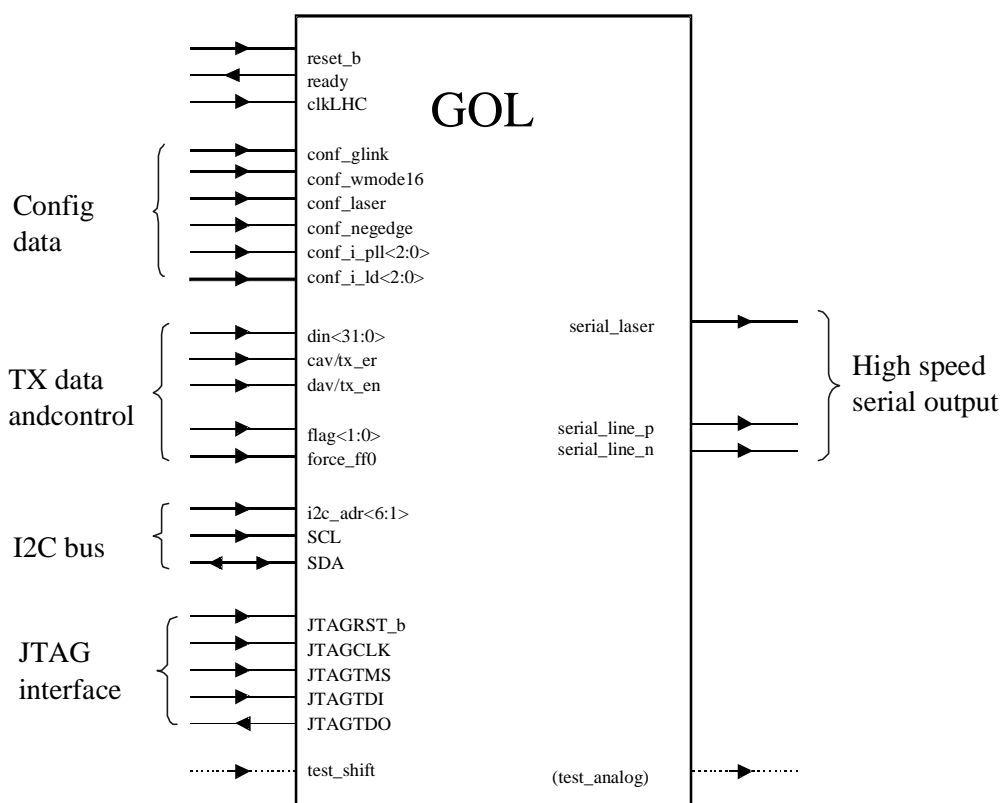 GOL
reset_b
ready
clkLHC
Config
data
conf_glink
conf_wmode16
conf_laser
conf_negedge
conf_i_pll<2:0>
conf_i_ld<2:0>
TX data
andcontrol
din<31:0>
cav/tx_er
dav/tx_en
flag<1:0>
force_ff0
I2C bus
i2c_adr<6:1>
SCL
SDA
JTAG
interface
JTAGRST_b
JTAGCLK
JTAGTMS
JTAGTDI
JTAGTDO
test_shift
serial_laser
serial_line_p
serial_line_n
High speed
serial output
(test_analog)